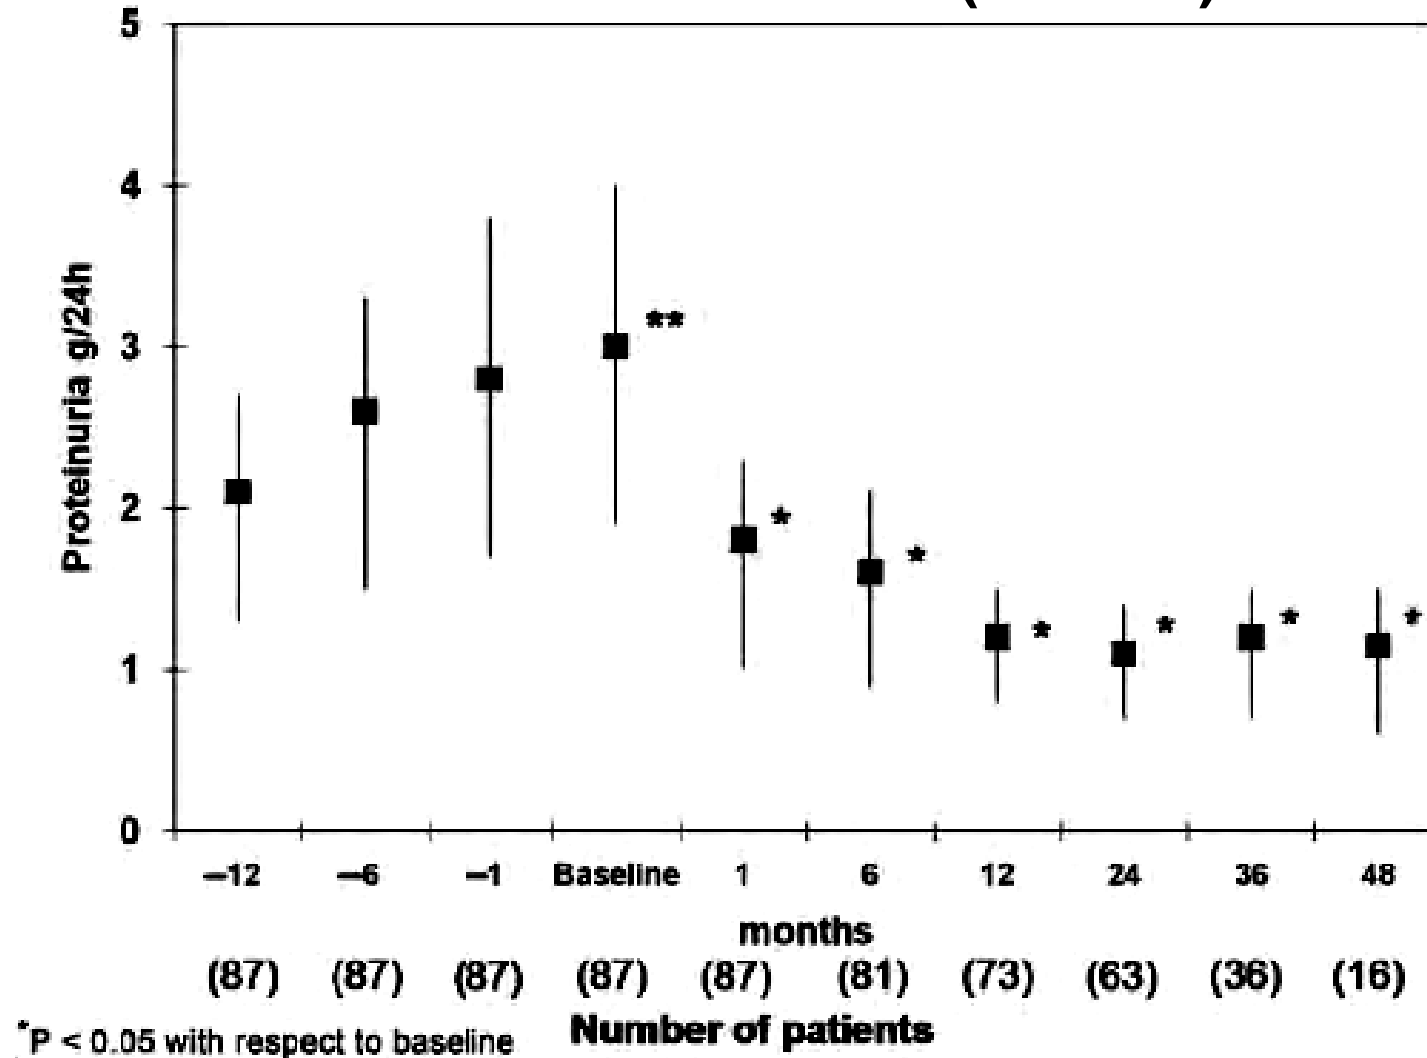 5
4
3
2
1
0
Proteinuria g/24h
**
*
*
*
*
*
*
–12 –6 –1 Baseline 1 6 12 24 36 48
months
(87) (87) (87) (87) (87) (81) (73) (63) (36) (16)
Number of patients
*P < 0.05 with respect to baseline